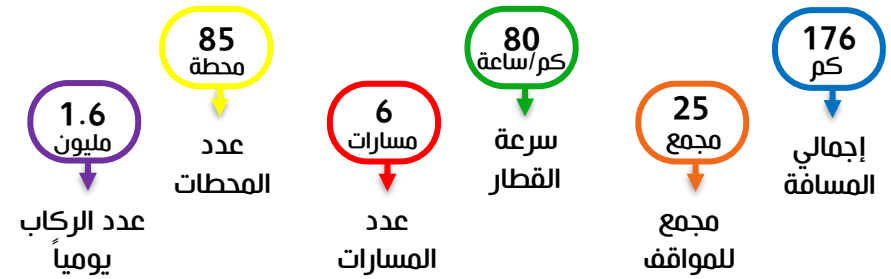 176
كم
إجمالي
المسافة
25
مجمع
مجمع
للمواقف
80
كم/ساعة
سرعة
القطار
6
مسارات
عدد
المسارات
85
محطة
عدد
المحطات
1.6
مليون
عدد الركاب
يومياً